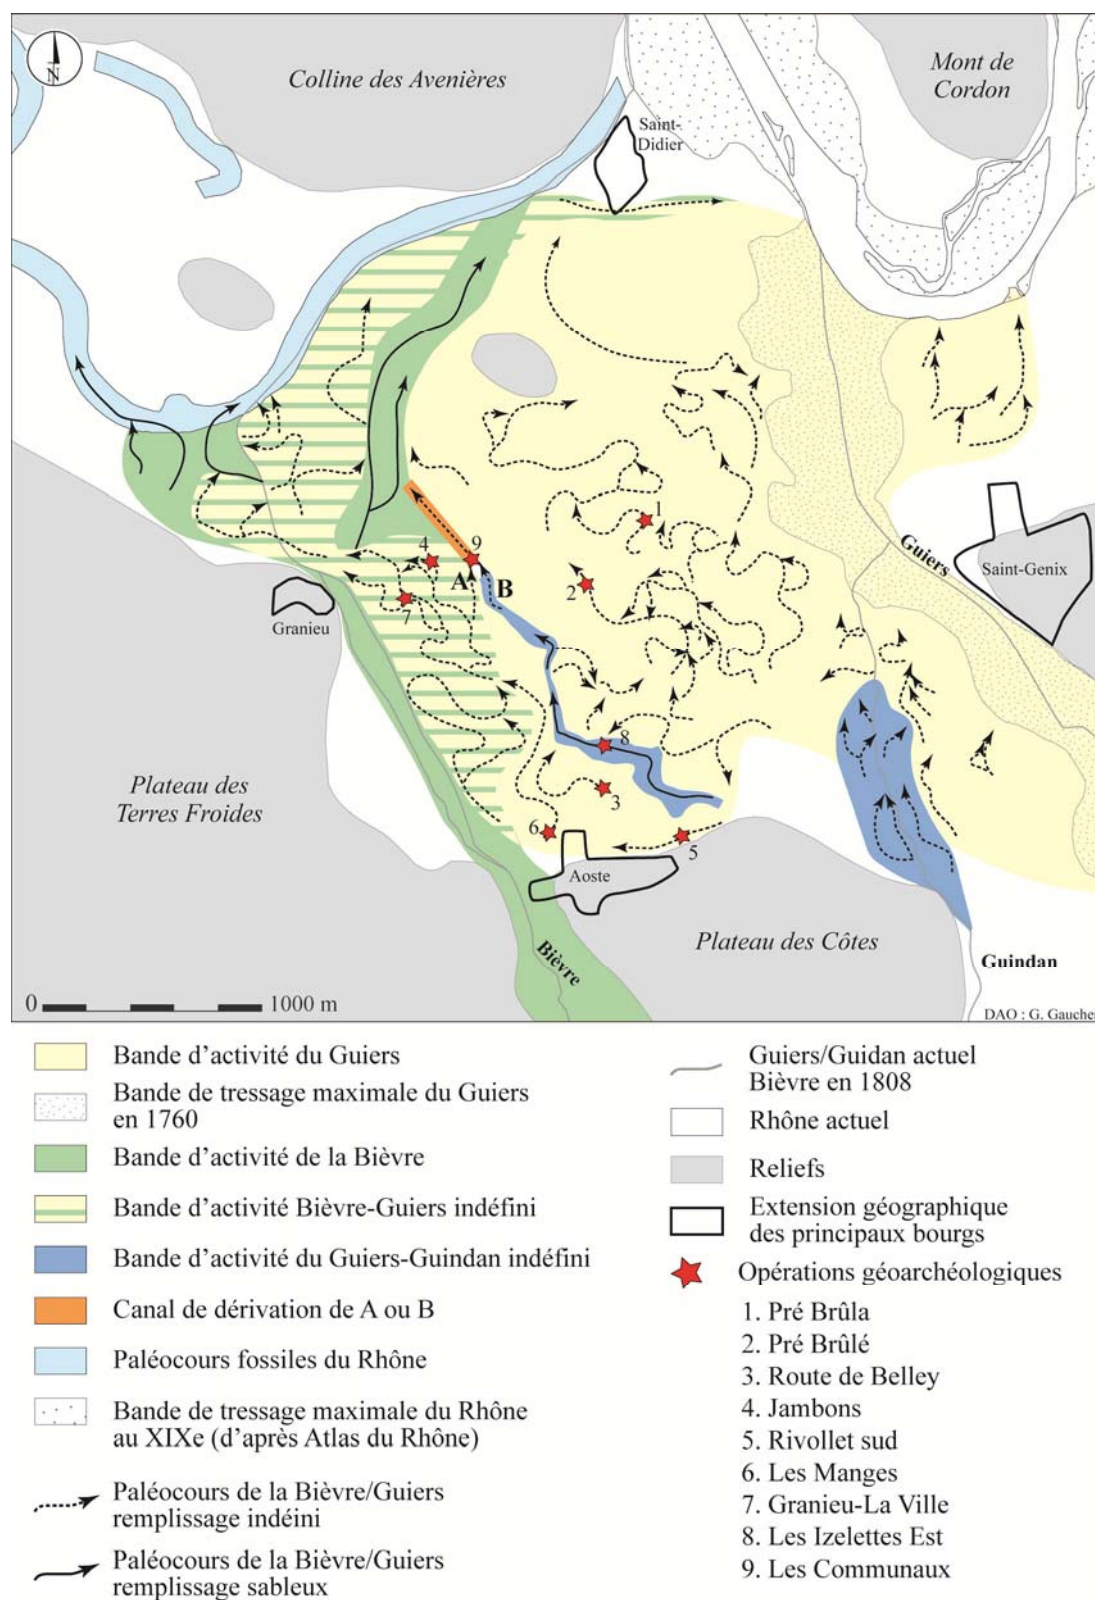 N
Colline des Avenières
Mont de
Cordon
Saint-
Didier
1
Guiers
Saint-Genix
4
9
A
B
2
7
Granieu
8
Plateau des
Terres Froides
3
6
5
Aoste
Plateau des Côtes
Bièvre
Guindan
0
1000 m
DAO : G. Gaucher
Bande d'activité du Guiers
Bande de tressage maximale du Guiers
en 1760
Bande d'activité de la Bièvre
Bande d'activité Bièvre-Guiers indéfini
Bande d'activité du Guiers-Guindan indéfini
Canal de dérivation de A ou B
Paléocours fossiles du Rhône
Bande de tressage maximale du Rhône
au XIXe (d'après Atlas du Rhône)
Paléocours de la Bièvre/Guiers
remplissage indéini
Paléocours de la Bièvre/Guiers
remplissage sableux
Guiers/Guidan actuel
Bièvre en 1808
Rhône actuel
Reliefs
Extension géographique
des principaux bourgs
Opérations géoarchéologiques
1. Pré Brûla
2. Pré Brûlé
3. Route de Belley
4. Jambons
5. Rivollet sud
6. Les Manges
7. Granieu-La Ville
8. Les Izelettes Est
9. Les Communaux